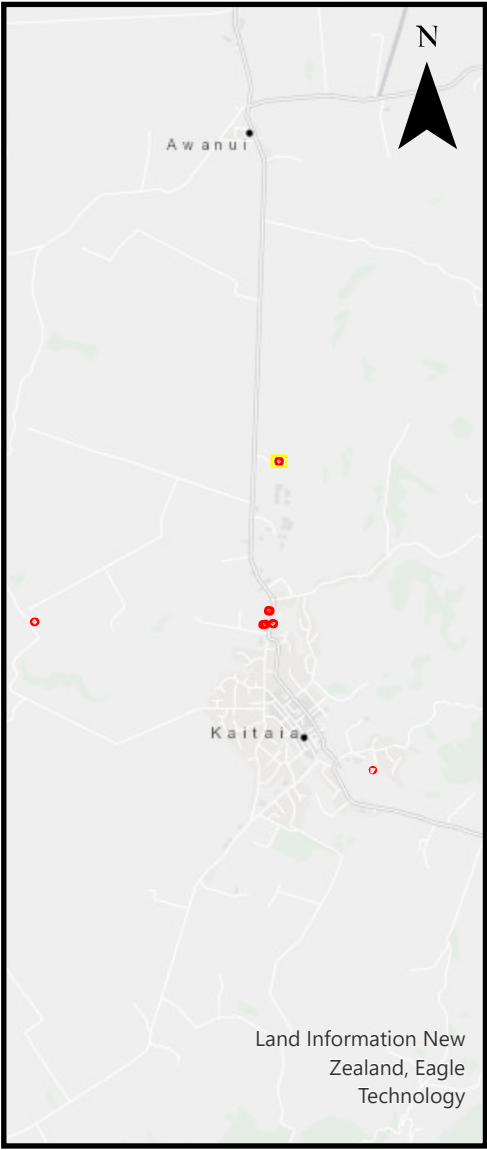 N
Awanui
Kaitaia
Land Information New
Zealand, Eagle
Technology